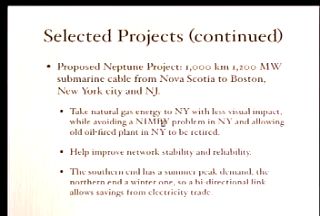 Selected Projects (continued)
• Proposed Neptune Project: 1,000 km 1,200 MW
submarine cable from Nova Scotia to Boston,
New York city and NJ.
• Take natural gas energy to NY with less visual impact,
while avoiding a NIMBY problem in NY and allowing
old oil-fired plant in NY to be retired.
• Help improve network stability and reliability.
• The southern end has a summer peak demand, the
northern end a winter one, so a bi-directional link
allows savings from electricity trade.